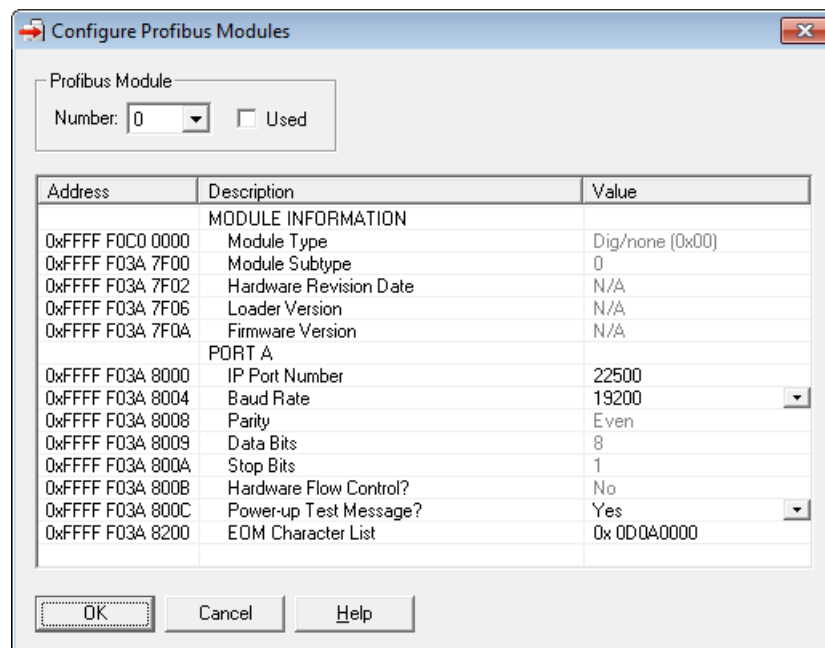 Configure Profibus Modules
Profibus Module
Number: 0 Used
Address Description Value
MODULE INFORMATION
0xFFFF F0C0 0000 Module Type Dig/none (0x00)
0xFFFF F03A 7F00 Module Subtype 0
0xFFFF F03A 7F02 Hardware Revision Date N/A
0xFFFF F03A 7F06 Loader Version N/A
0xFFFF F03A 7F0A Firmware Version N/A
PORT A
0xFFFF F03A 8000 IP Port Number 22500
0xFFFF F03A 8004 Baud Rate 19200
0xFFFF F03A 8008 Parity Even
0xFFFF F03A 8009 Data Bits 8
0xFFFF F03A 800A Stop Bits 1
0xFFFF F03A 800B Hardware Flow Control? No
0xFFFF F03A 800C Power-up Test Message? Yes
0xFFFF F03A 8200 EOM Character List 0x 0D0A0000
OK Cancel Help